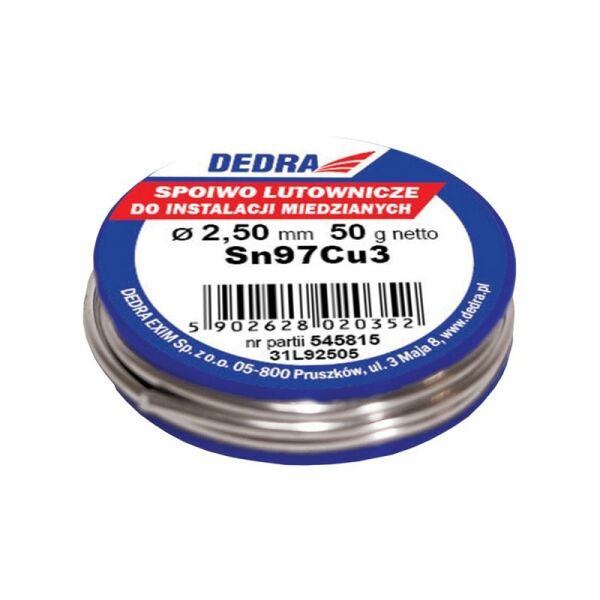 DEDRA
SPOIWO LUTOWNICZE
DO INSTALACJI MIEDZIANYCH
Ø 2,50 mm 50 g netto
Sn97Cu3
5 902628 020352
nr partii 545815
31L92505
DEDRA EXIM Sp. z o.o. 05-800 Pruszków, ul. 3 Maja 8, www.dedra.pl